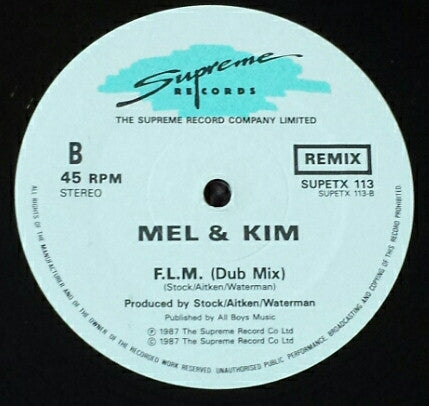 Supreme
RECORDS
THE SUPREME RECORD COMPANY LIMITED
B
45 RPM
STEREO
REMIX
SUPETX 113
SUPETX 113-B
MEL & KIM
F.L.M. (Dub Mix)
(Stock/Aitken/Waterman)
Produced by Stock/Aitken/Waterman
Published by All Boys Music
℗ 1987 The Supreme Record Co Ltd
© 1987 The Supreme Record Co Ltd
ALL RIGHTS OF THE MANUFACTURER AND OF THE OWNER OF THE RECORDED WORK RESERVED. UNAUTHORISED PUBLIC PERFORMANCE, BROADCASTING AND COPYING OF THIS RECORD PROHIBITED.